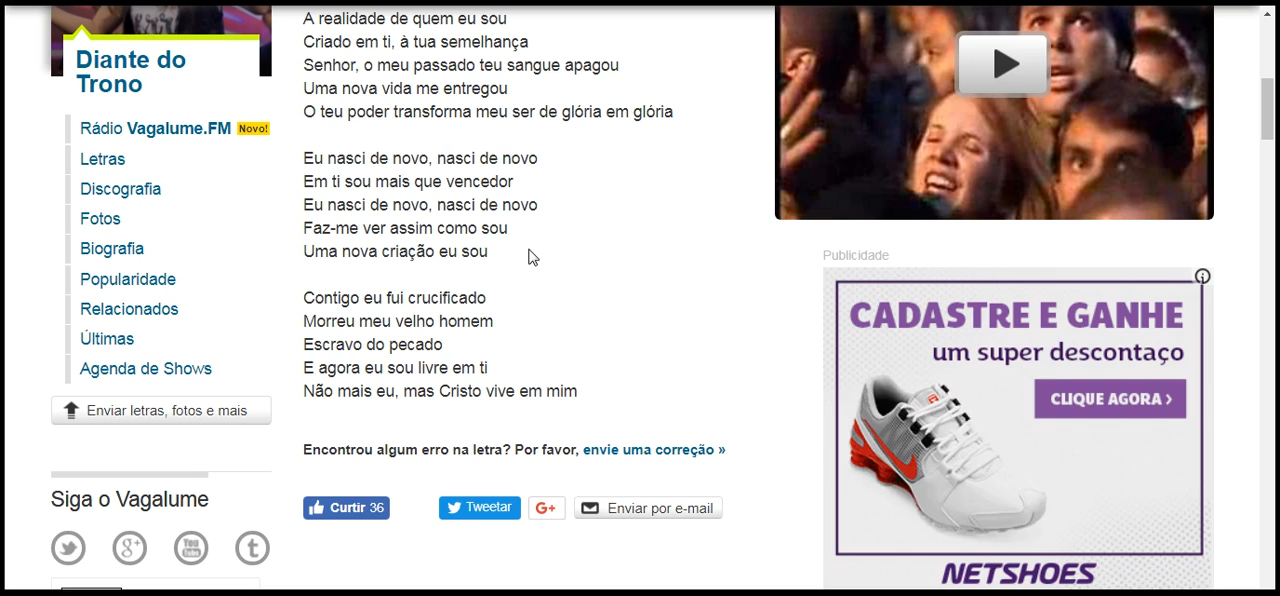 Diante do
Trono
Rádio Vagalume.FM Novo!
Letras
Discografia
Fotos
Biografia
Popularidade
Relacionados
Últimas
Agenda de Shows
Enviar letras, fotos e mais
Siga o Vagalume
A realidade de quem eu sou
Criado em ti, à tua semelhança
Senhor, o meu passado teu sangue apagou
Uma nova vida me entregou
O teu poder transforma meu ser de glória em glória
Eu nasci de novo, nasci de novo
Em ti sou mais que vencedor
Eu nasci de novo, nasci de novo
Faz-me ver assim como sou
Uma nova criação eu sou
Contigo eu fui crucificado
Morreu meu velho homem
Escravo do pecado
E agora eu sou livre em ti
Não mais eu, mas Cristo vive em mim
Encontrou algum erro na letra? Por favor, envie uma correção »
Curtir 36
Tweetar
G+
Enviar por e-mail
Publicidade
CADASTRE E GANHE
um super descontaço
CLIQUE AGORA ›
NETSHOES